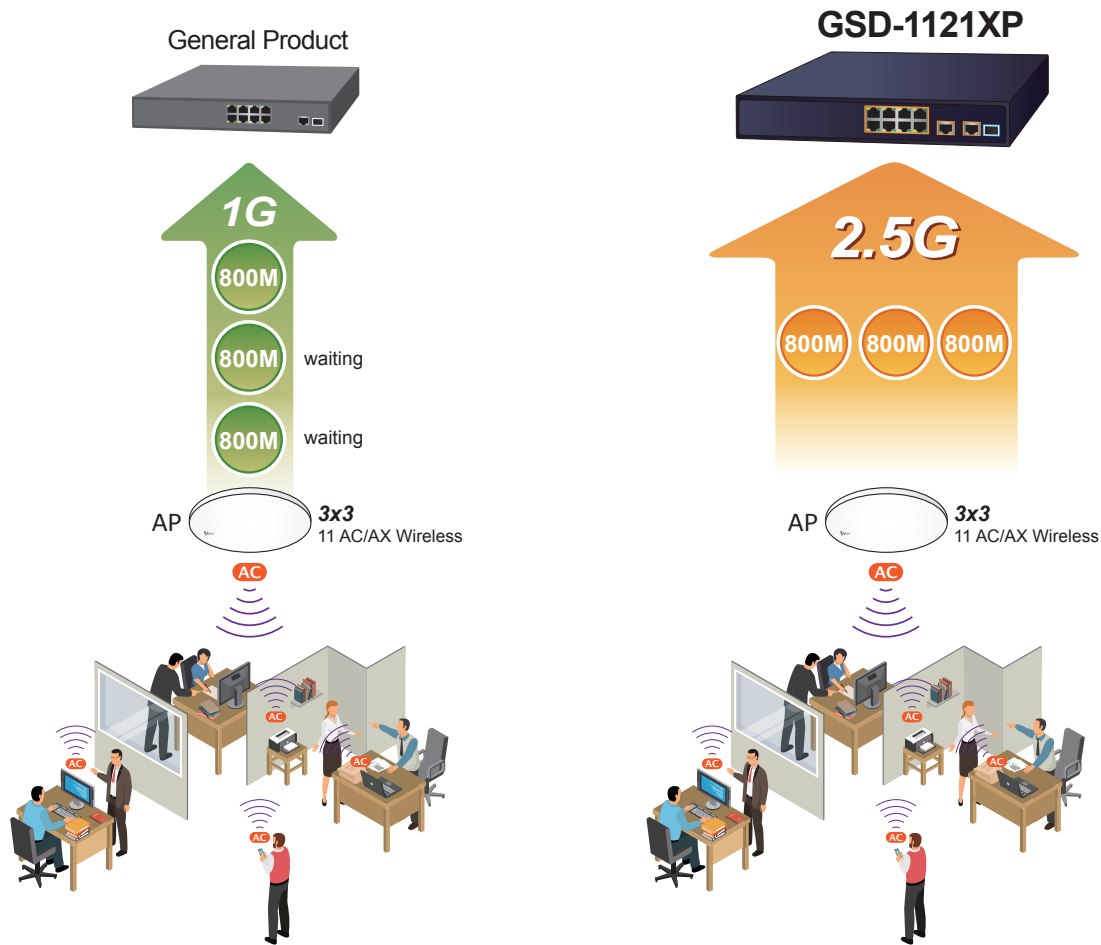 General Product
1G
800M
800M waiting
800M waiting
AP
3x3
11 AC/AX Wireless
AC
AC
AC
AC
AC
GSD-1121XP
2.5G
800M 800M 800M
AP
3x3
11 AC/AX Wireless
AC
AC
AC
AC
AC